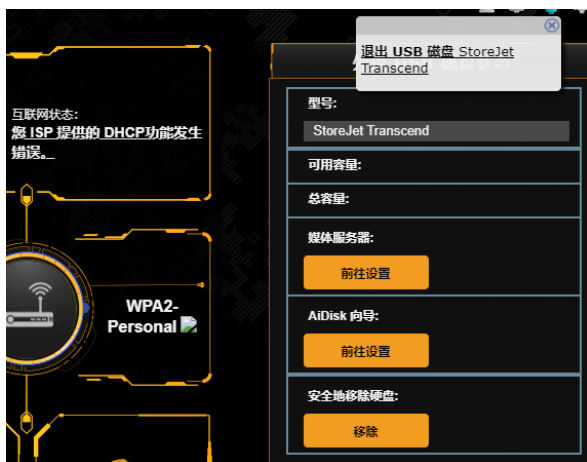 退出 USB 磁盘 StoreJet
Transcend
互联网状态:
您 ISP 提供的 DHCP功能发生
错误。
WPA2-
Personal
型号:
StoreJet Transcend
可用容量:
总容量:
媒体服务器:
前往设置
AiDisk 向导:
前往设置
安全地移除硬盘:
移除